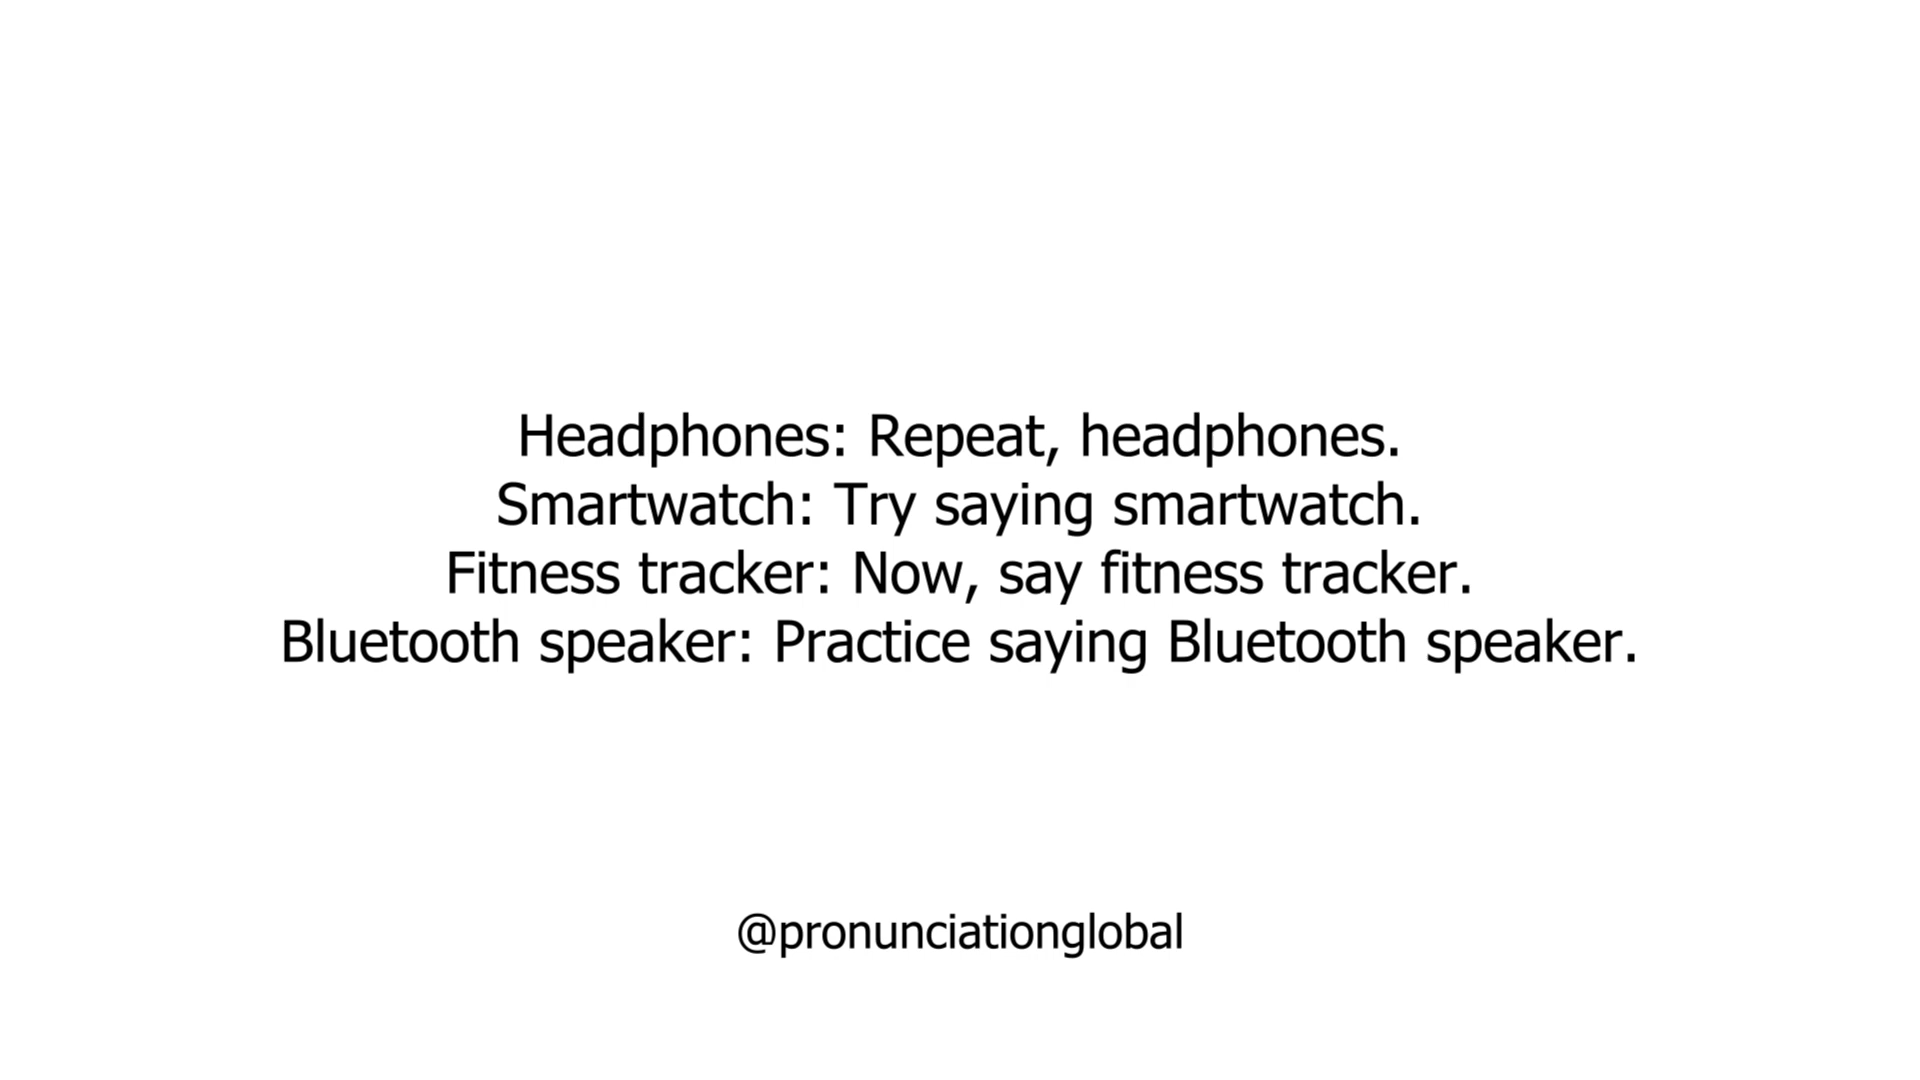 Headphones: Repeat, headphones.
Smartwatch: Try saying smartwatch.
Fitness tracker: Now, say fitness tracker.
Bluetooth speaker: Practice saying Bluetooth speaker.
@pronunciationglobal